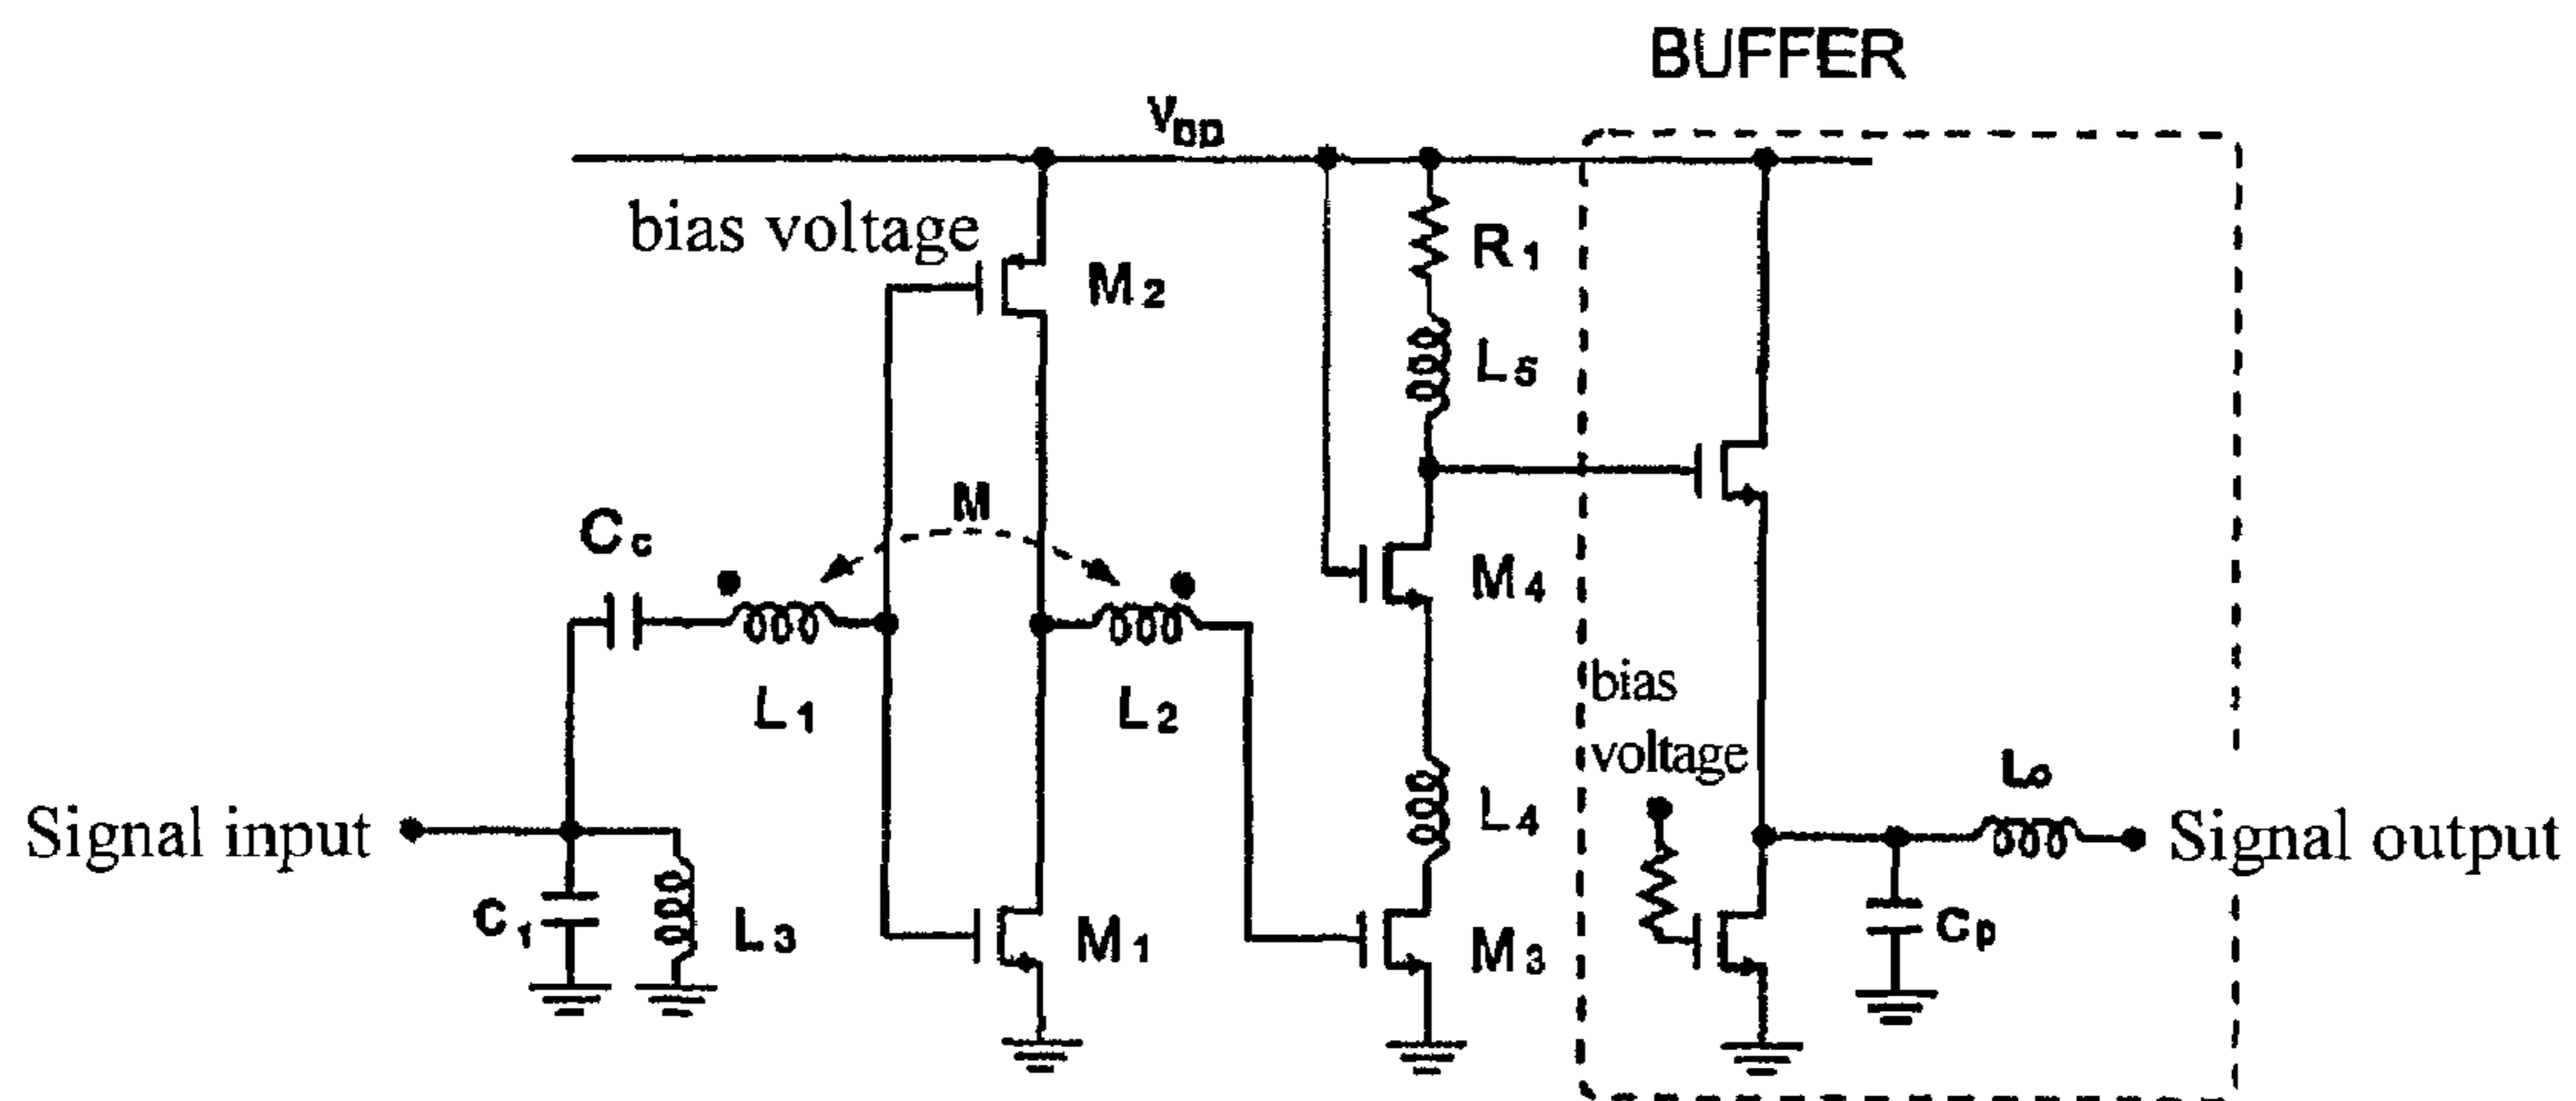 BUFFER
VDD
bias voltage
R1
M2
L5
M
Cc
M4
L1
L2
bias
voltage
Lo
Signal input
L4
Signal output
C1
L3
M1
M3
Cp